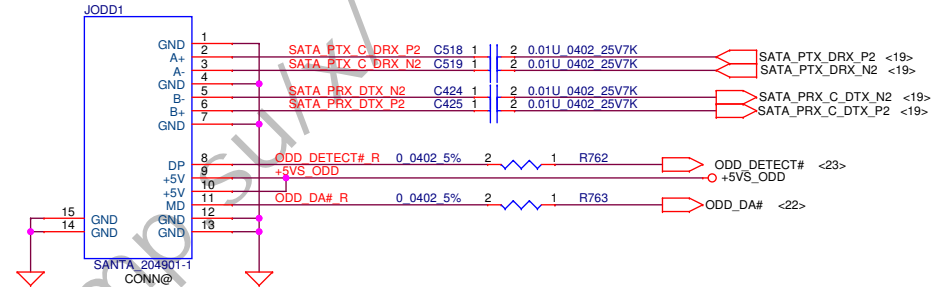 JODD1
GND 1
A+ 2 SATA_PTX_C_DRX_P2 C518 1 2 0.01U_0402_25V7K SATA_PTX_DRX_P2 <19>
A- 3 SATA_PTX_C_DRX_N2 C519 1 2 0.01U_0402_25V7K SATA_PTX_DRX_N2 <19>
GND 4
B- 5 SATA_PRX_DTX_N2 C424 1 2 0.01U_0402_25V7K SATA_PRX_C_DTX_N2 <19>
B+ 6 SATA_PRX_DTX_P2 C425 1 2 0.01U_0402_25V7K SATA_PRX_C_DTX_P2 <19>
GND 7
DP 8 ODD_DETECT#_R 0_0402_5% 2 1 R762 ODD_DETECT# <23>
+5V 9 +5VS_ODD +5VS_ODD
+5V 10
MD 11 ODD_DA#_R 0_0402_5% 2 1 R763 ODD_DA# <22>
15 GND GND 12
14 GND GND 13
SANTA_204901-1
CONN@